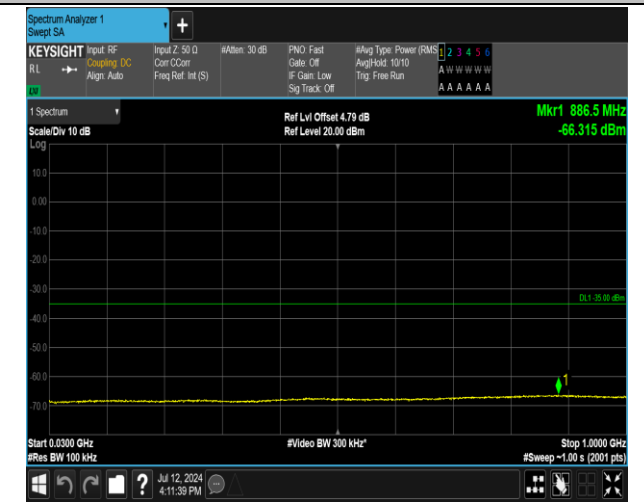 Spectrum Analyzer 1
Swept SA
+
KEYSIGHT Input: RF Input Z: 50 Ω #Atten: 30 dB PNO: Fast #Avg Type: Power (RMS 1 2 3 4 5 6
RL Coupling: DC Corr CCorr Gate: Off Avg|Hold: 10/10 A W W W W W
Align: Auto Freq Ref: Int (S) IF Gain: Low Trig: Free Run
Sig Track: Off A A A A A A
1 Spectrum Ref Lvl Offset 4.79 dB Mkr1 886.5 MHz
Scale/Div 10 dB Ref Level 20.00 dBm -66.315 dBm
Log
10.0
0.00
-10.0
-20.0
-30.0
DL1 -35.00 dBm
-40.0
-50.0
-60.0
1
-70.0
Start 0.0300 GHz #Video BW 300 kHz* Stop 1.0000 GHz
#Res BW 100 kHz #Sweep ~1.00 s (2001 pts)
? Jul 12, 2024
4:11:39 PM